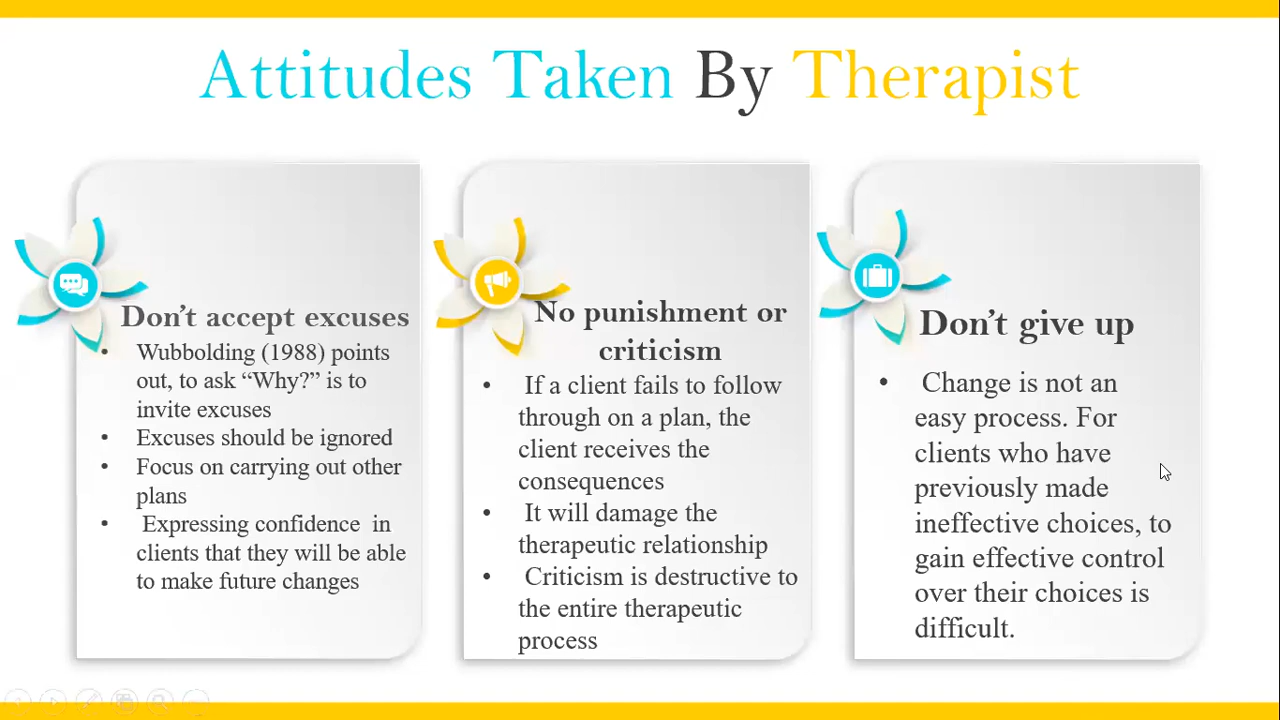 Attitudes Taken By Therapist
Don't accept excuses
• Wubbolding (1988) points
out, to ask “Why?” is to
invite excuses
• Excuses should be ignored
• Focus on carrying out other
plans
• Expressing confidence in
clients that they will be able
to make future changes
No punishment or
criticism
• If a client fails to follow
through on a plan, the
client receives the
consequences
• It will damage the
therapeutic relationship
• Criticism is destructive to
the entire therapeutic
process
Don't give up
• Change is not an
easy process. For
clients who have
previously made
ineffective choices, to
gain effective control
over their choices is
difficult.